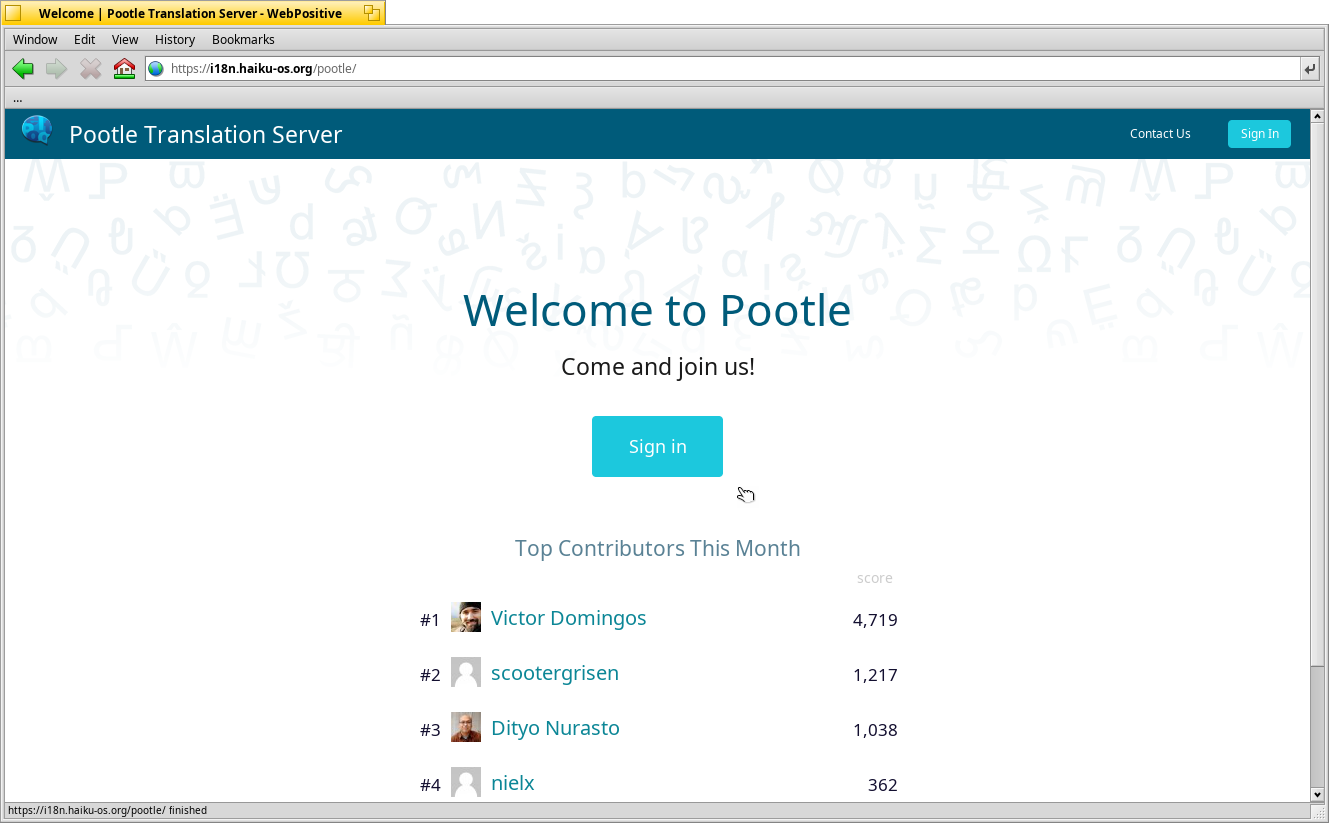 Welcome | Pootle Translation Server - WebPositive
Window Edit View History Bookmarks
https://i18n.haiku-os.org/pootle/
...
Pootle Translation Server Contact Us Sign In
Welcome to Pootle
Come and join us!
Sign in
Top Contributors This Month
score
#1 Victor Domingos 4,719
#2 scootergrisen 1,217
#3 Dityo Nurasto 1,038
#4 nielx 362
https://i18n.haiku-os.org/pootle/ finished